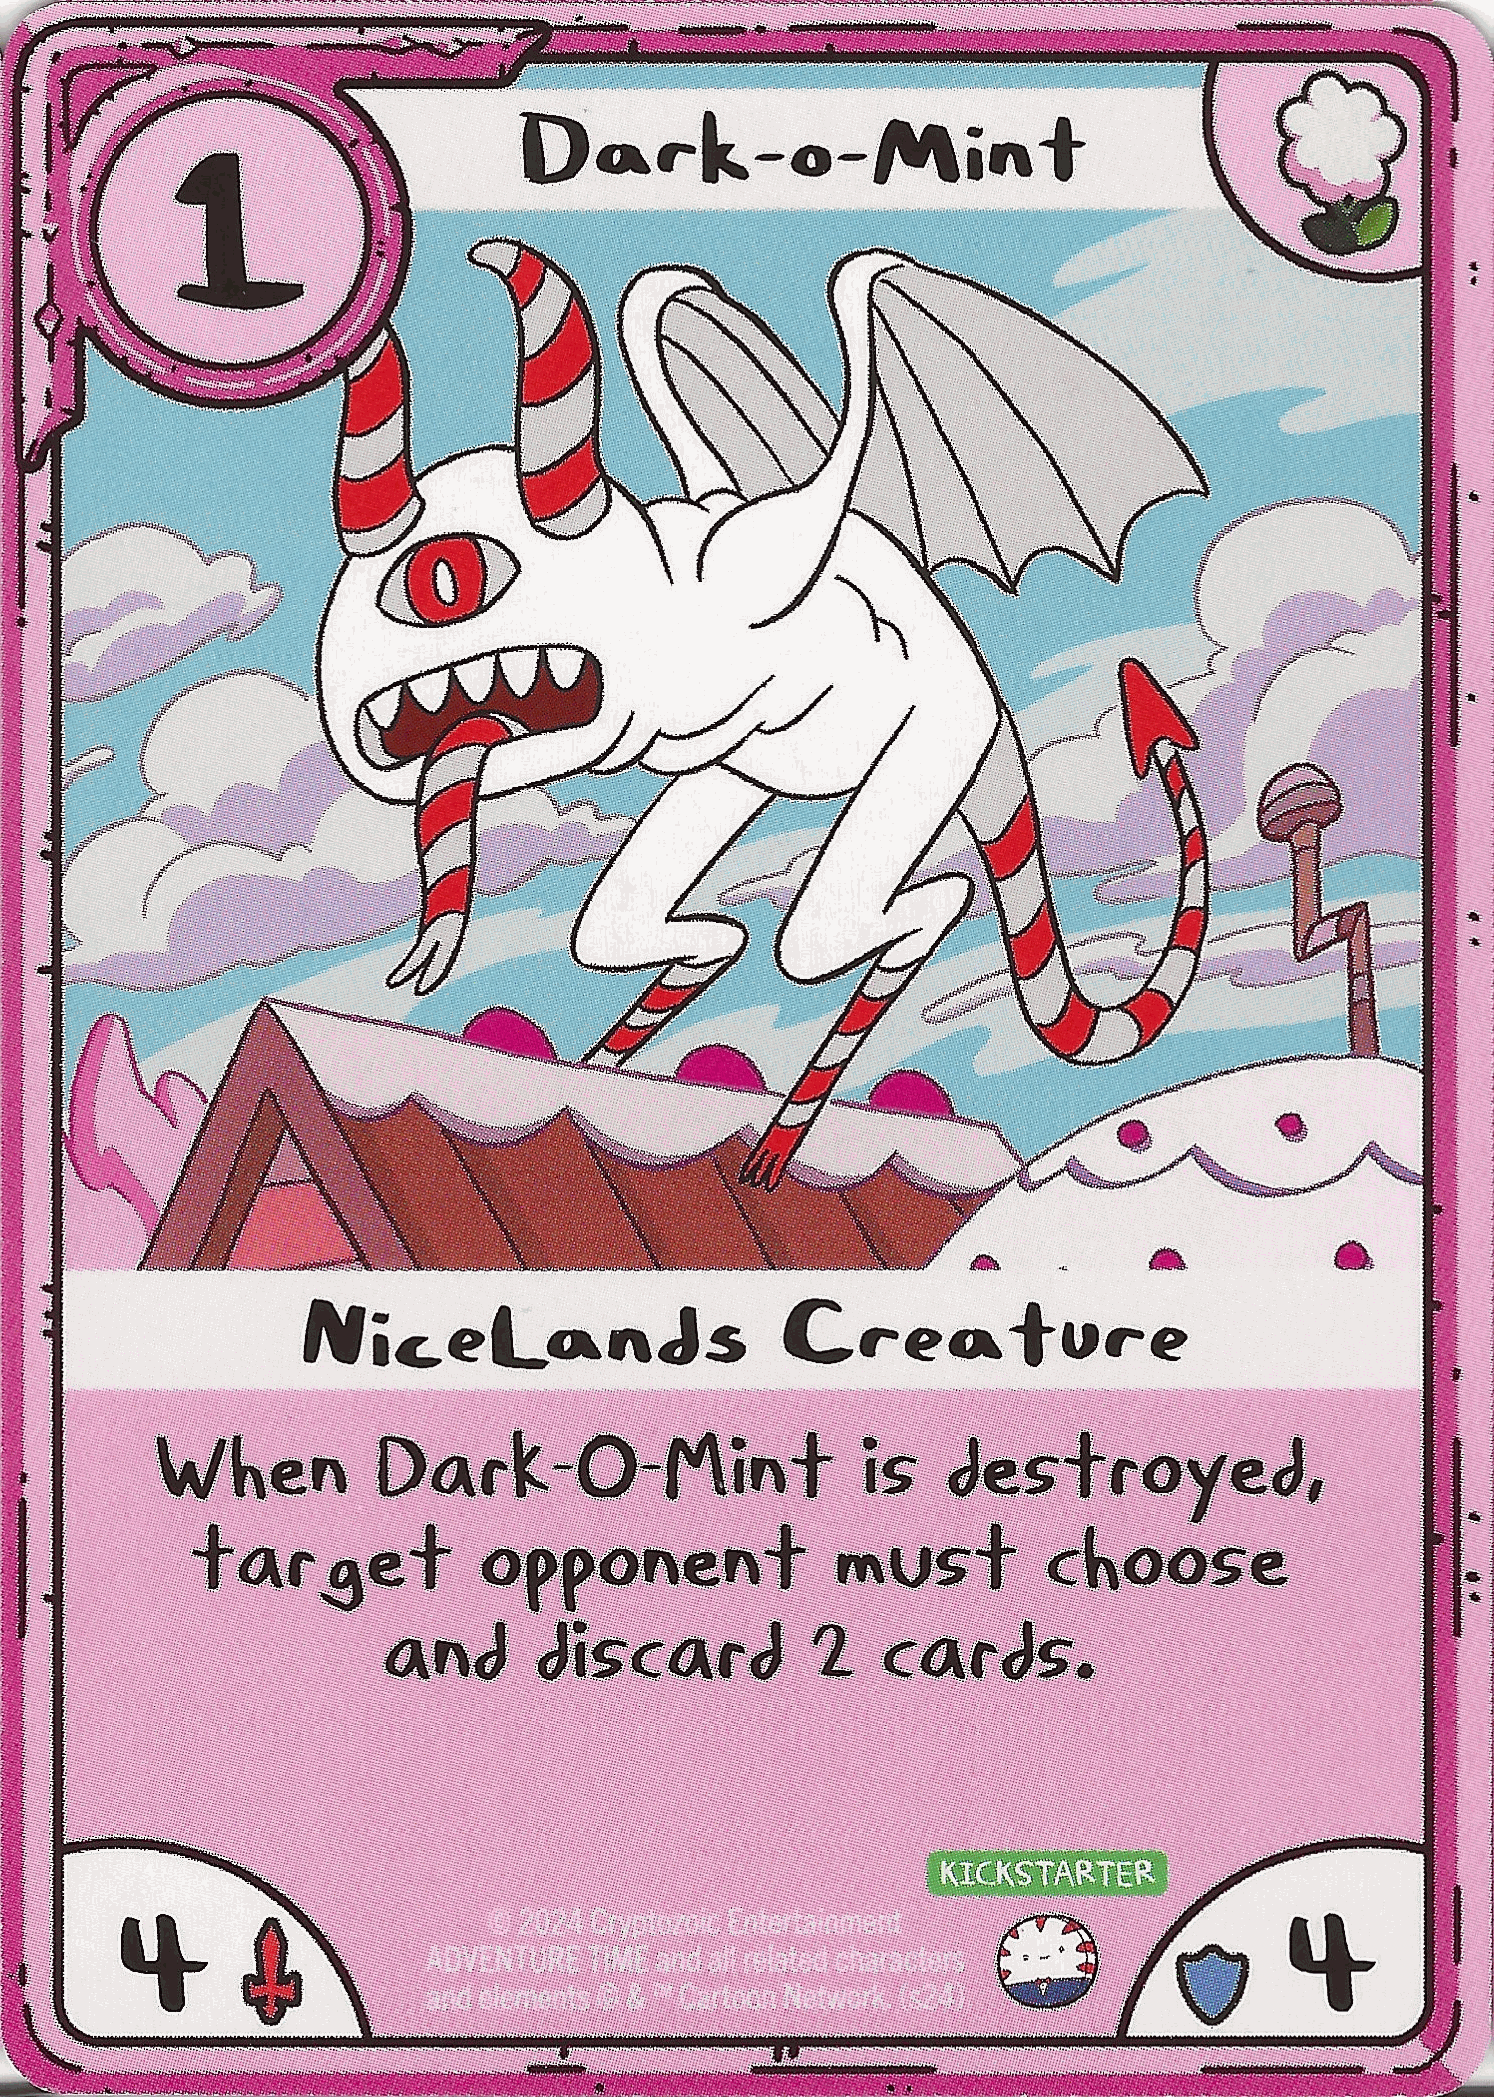 1
Dark-o-Mint
NiceLands Creature
When Dark-O-Mint is destroyed,
target opponent must choose
and discard 2 cards.
KICKSTARTER
© 2024 Cryptozoic Entertainment
ADVENTURE TIME and all related characters
and elements © & ™ Cartoon Network. (s24)
4
4